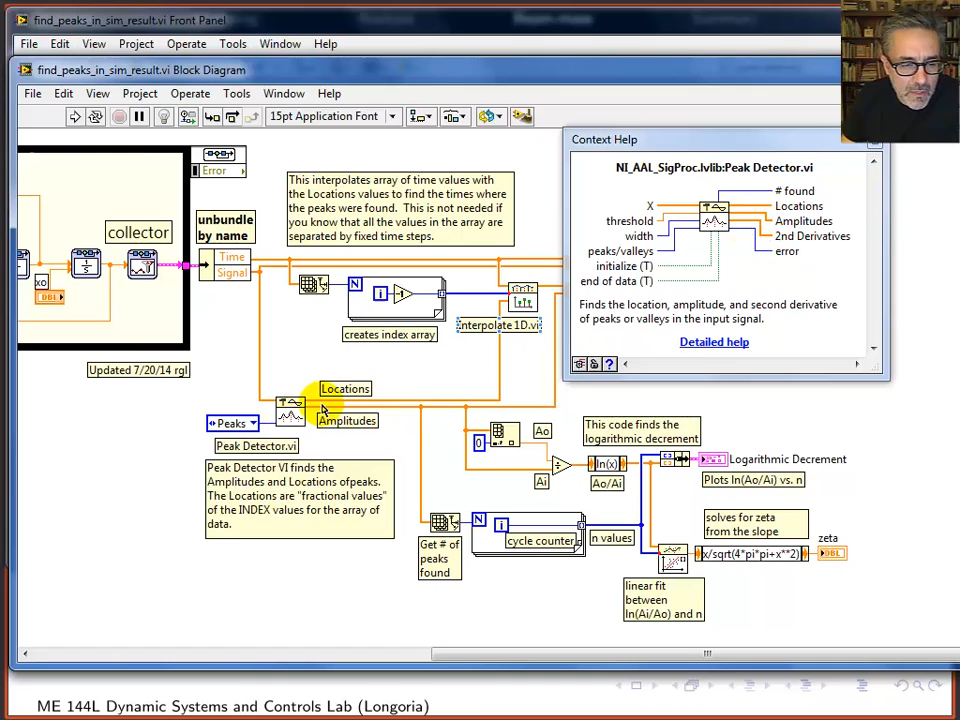 find_peaks_in_sim_result.vi Front Panel
File Edit View Project Operate Tools Window Help
find_peaks_in_sim_result.vi Block Diagram
File Edit View Project Operate Tools Window Help
15pt Application Font
Context Help
NI_AAL_SigProc.lvlib:Peak Detector.vi
X
threshold
width
peaks/valleys
initialize (T)
end of data (T)
# found
Locations
Amplitudes
2nd Derivatives
error
Finds the location, amplitude, and second derivative
of peaks or valleys in the input signal.
Detailed help
Error
This interpolates array of time values with
the Locations values to find the times where
the peaks were found. This is not needed if
you know that all the values in the array are
separated by fixed time steps.
unbundle
by name
collector
Time
Signal
xo
DBL
1
s
N
i
-1
creates index array
Interpolate 1D.vi
Updated 7/20/14 rgl
Locations
Amplitudes
Peaks
Peak Detector.vi
Peak Detector VI finds the
Amplitudes and Locations ofpeaks.
The Locations are "fractional values"
of the INDEX values for the array of
data.
0
Ao
Ai
ln(x)
Ao/Ai
This code finds the
logarithmic decrement
Logarithmic Decrement
Plots ln(Ao/Ai) vs. n
Get # of
peaks
found
N
i
cycle counter
n values
solves for zeta
from the slope
x/sqrt(4*pi*pi+x**2)
zeta
DBL
linear fit
between
ln(Ai/Ao) and n
ME 144L Dynamic Systems and Controls Lab (Longoria)